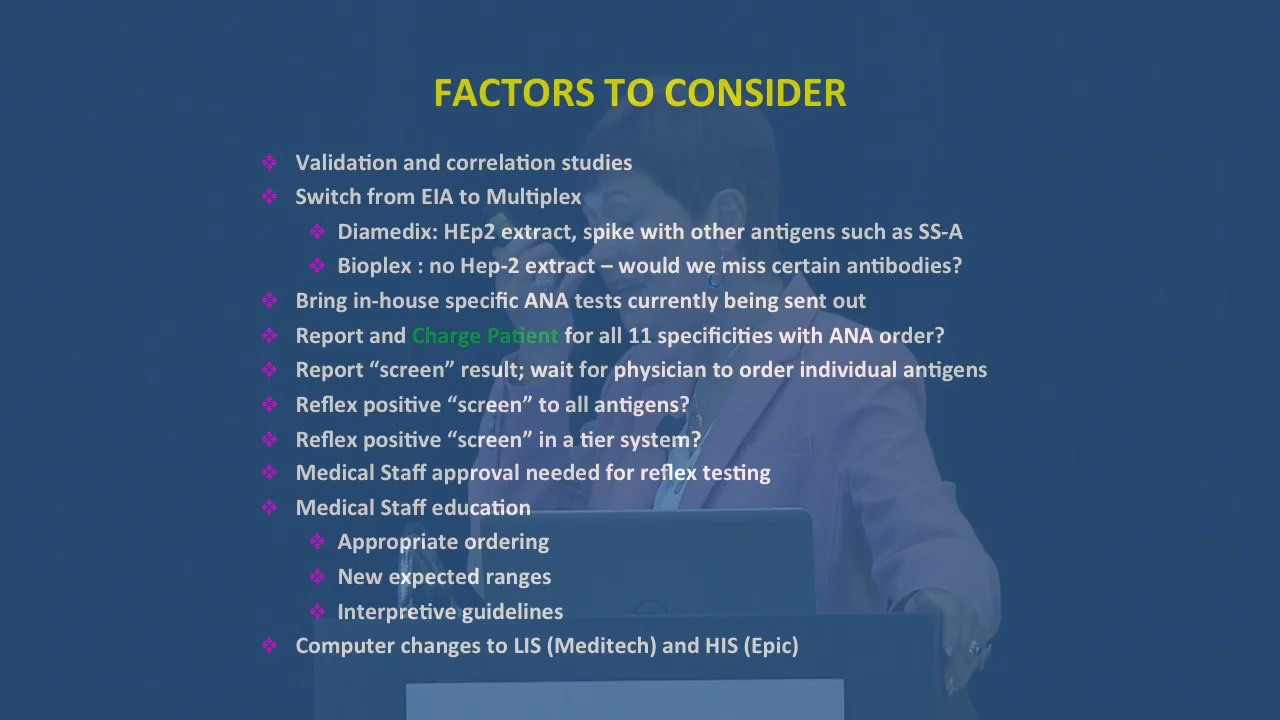 FACTORS TO CONSIDER
Validation and correlation studies
Switch from EIA to Multiplex
Diamedix: HEp2 extract, spike with other antigens such as SS-A
Bioplex : no Hep-2 extract – would we miss certain antibodies?
Bring in-house specific ANA tests currently being sent out
Report and Charge Patient for all 11 specificities with ANA order?
Report “screen” result; wait for physician to order individual antigens
Reflex positive “screen” to all antigens?
Reflex positive “screen” in a tier system?
Medical Staff approval needed for reflex testing
Medical Staff education
Appropriate ordering
New expected ranges
Interpretive guidelines
Computer changes to LIS (Meditech) and HIS (Epic)